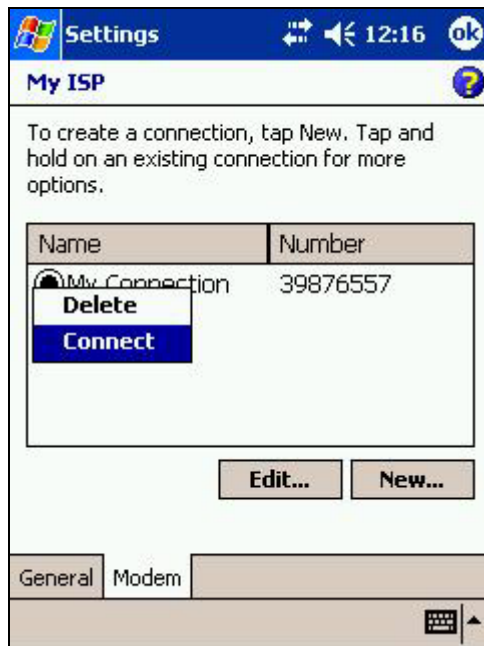 Settings 12:16 ok
My ISP ?
To create a connection, tap New. Tap and
hold on an existing connection for more
options.
Name Number
My Connection 39876557
Delete
Connect
Edit... New...
General Modem